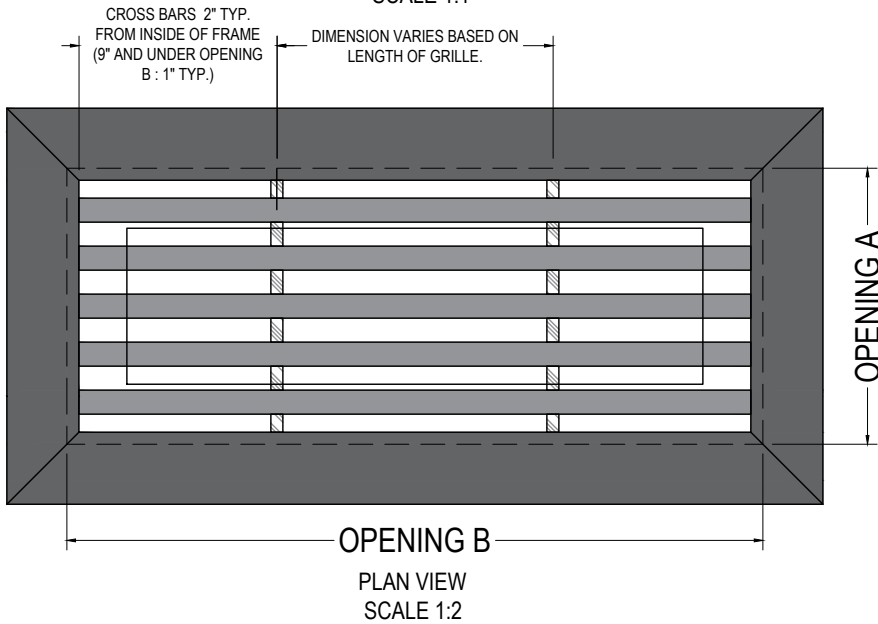 SCALE 1:1
CROSS BARS 2" TYP.
FROM INSIDE OF FRAME
(9" AND UNDER OPENING
B : 1" TYP.)
DIMENSION VARIES BASED ON
LENGTH OF GRILLE.
OPENING A
OPENING B
PLAN VIEW
SCALE 1:2